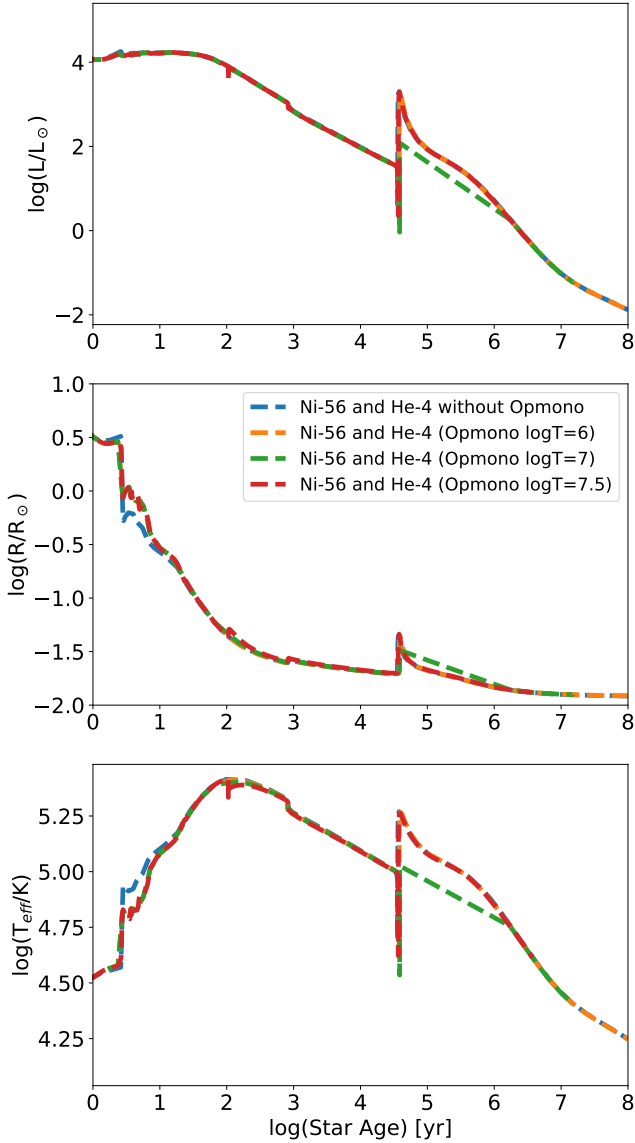 log(L/L⊙)
4
2
0
−2
0 1 2 3 4 5 6 7 8
log(R/R⊙)
1.0
0.5
0.0
−0.5
−1.0
−1.5
−2.0
Ni-56 and He-4 without Opmono
Ni-56 and He-4 (Opmono logT=6)
Ni-56 and He-4 (Opmono logT=7)
Ni-56 and He-4 (Opmono logT=7.5)
0 1 2 3 4 5 6 7 8
log(Teff/K)
5.25
5.00
4.75
4.50
4.25
0 1 2 3 4 5 6 7 8
log(Star Age) [yr]